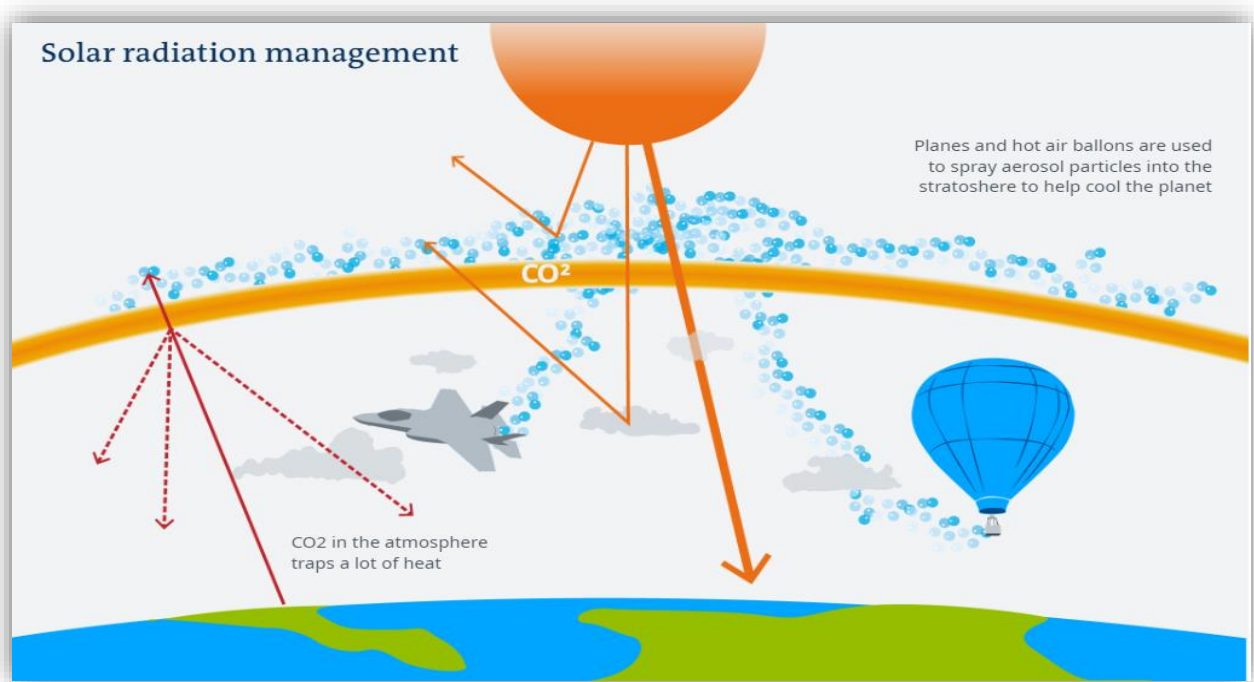 Solar radiation management
Planes and hot air ballons are used
to spray aerosol particles into the
stratoshere to help cool the planet
CO²
CO2 in the atmosphere
traps a lot of heat